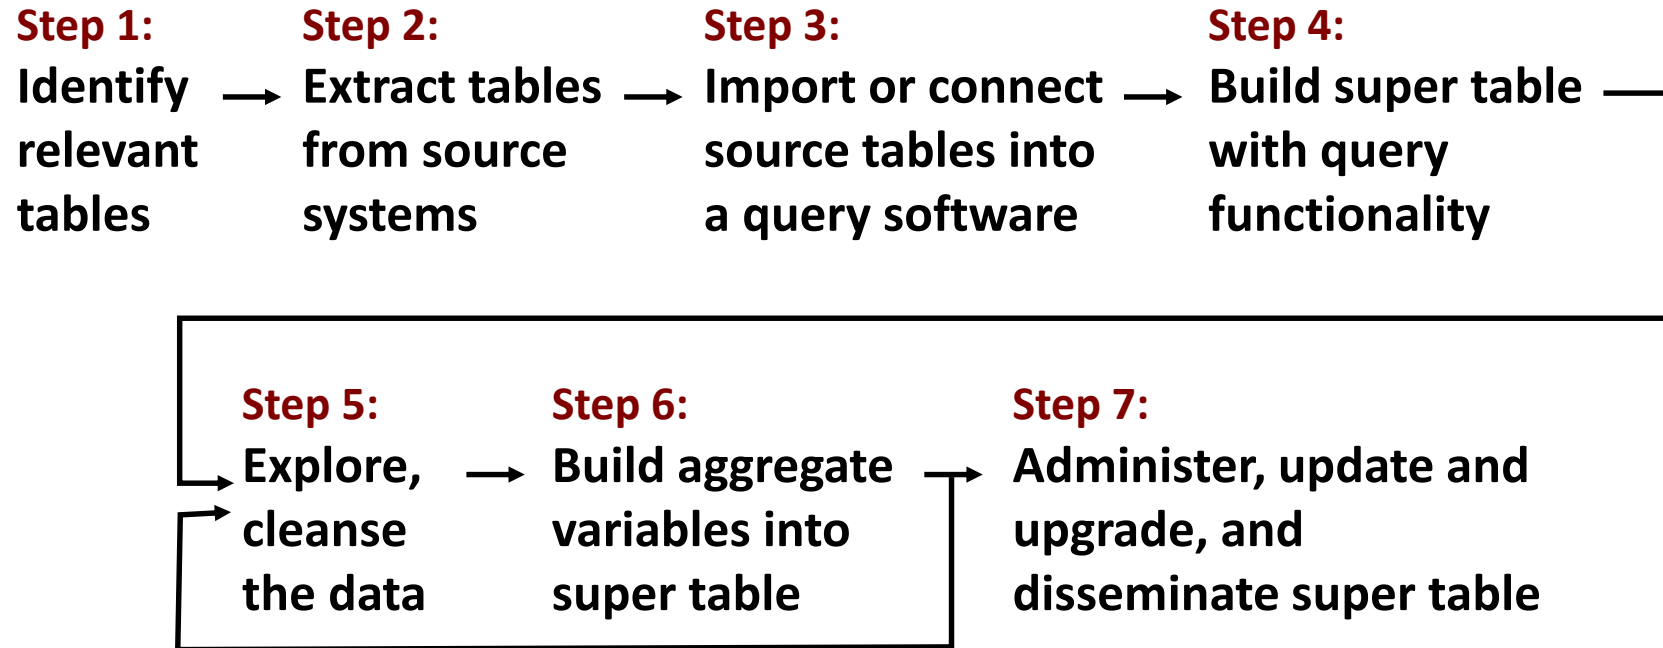 Step 1:
Identify
relevant
tables
Step 2:
Extract tables
from source
systems
Step 3:
Import or connect
source tables into
a query software
Step 4:
Build super table
with query
functionality
Step 5:
Explore,
cleanse
the data
Step 6:
Build aggregate
variables into
super table
Step 7:
Administer, update and
upgrade, and
disseminate super table